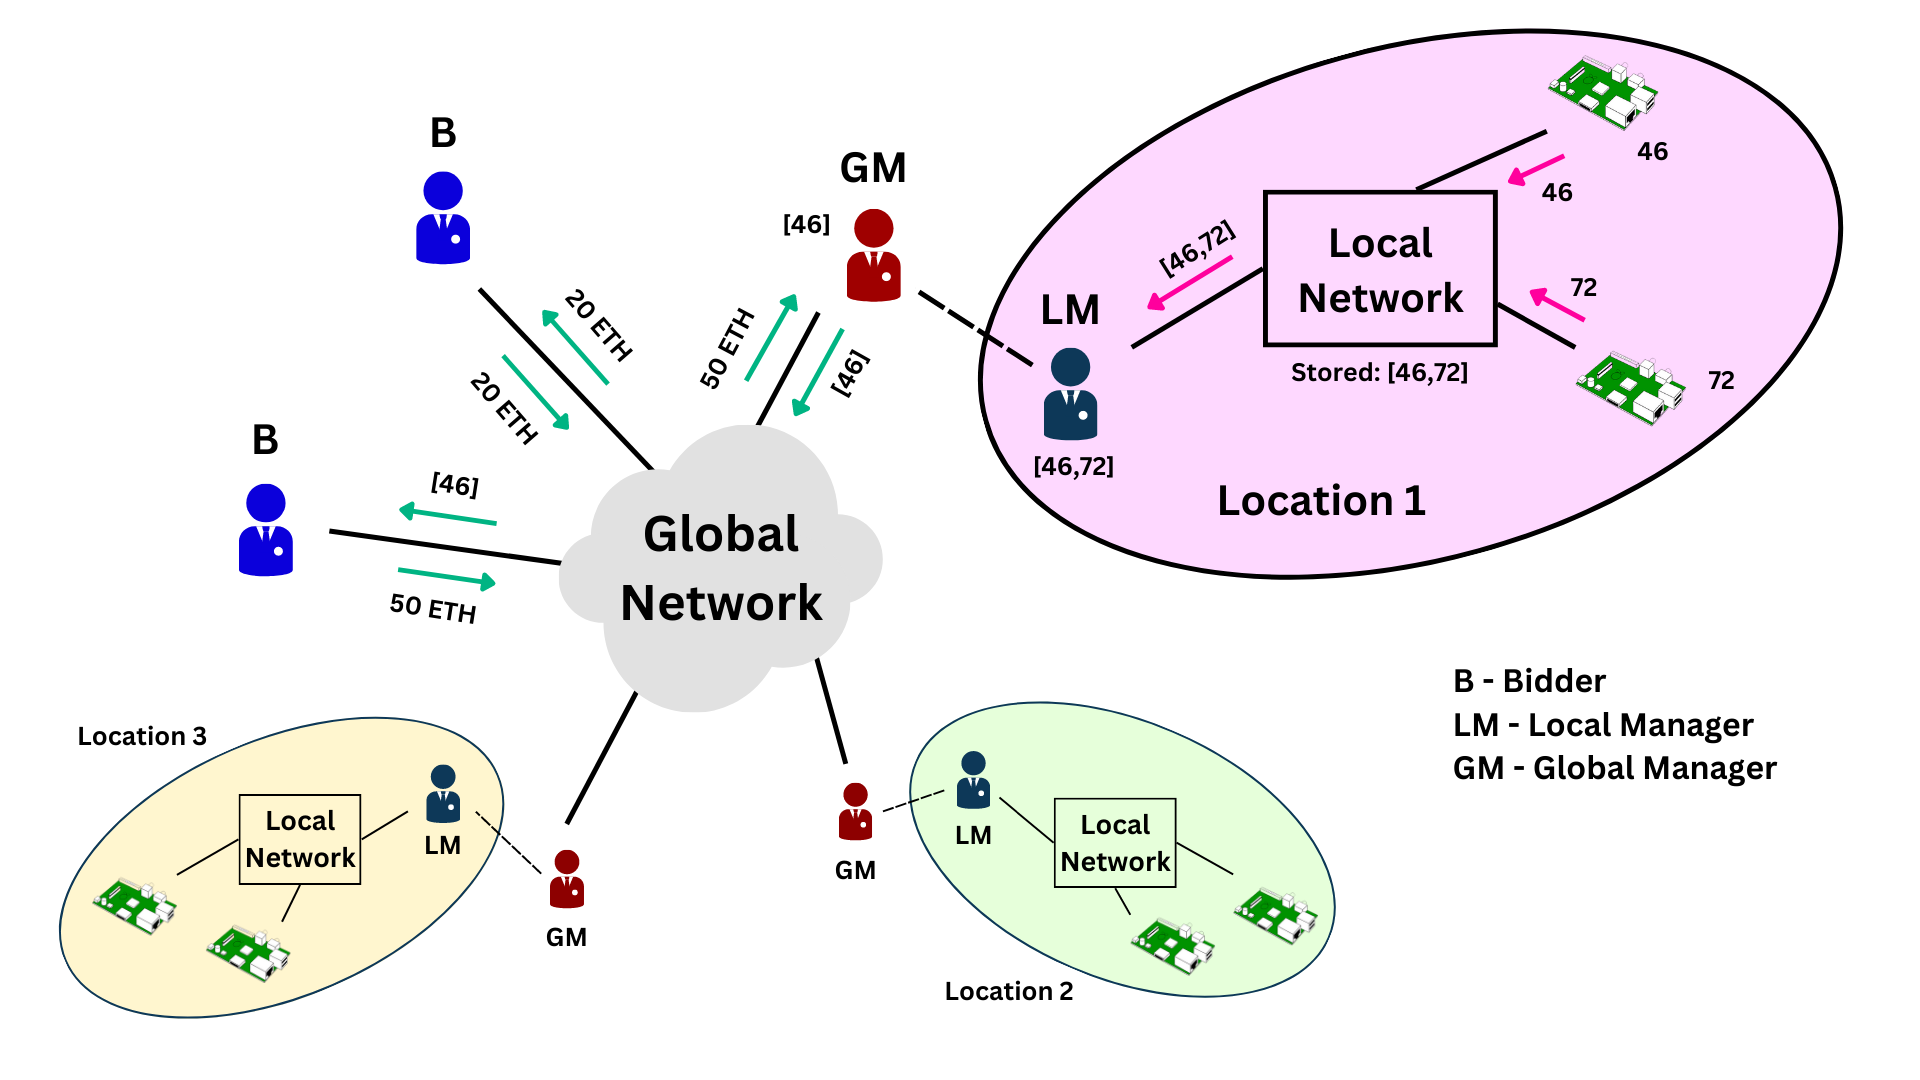 B
GM
[46]
46
46
[46,72]
Local
Network
20 ETH
20 ETH
50 ETH
[46]
LM
72
72
Stored: [46,72]
[46,72]
Location 1
B
[46]
50 ETH
Global
Network
B - Bidder
LM - Local Manager
GM - Global Manager
Location 3
Local
Network
LM
GM
GM
LM
Local
Network
Location 2